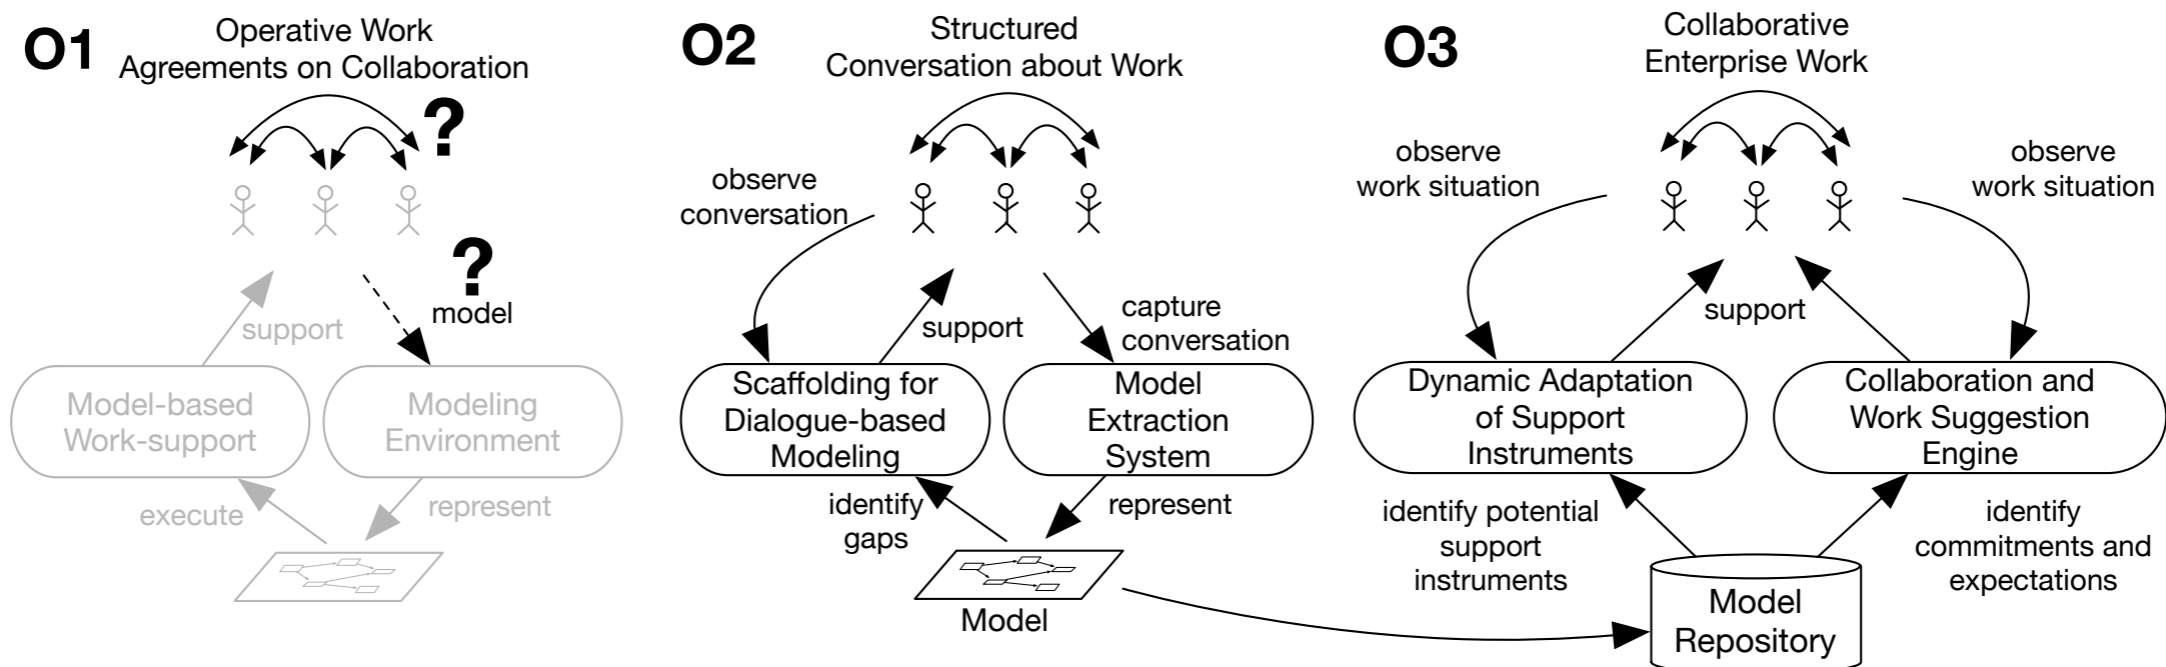 O1
Operative Work
Agreements on Collaboration
?
?
model
support
Model-based
Work-support
Modeling
Environment
execute
represent
O2
Structured
Conversation about Work
observe
conversation
support
capture
conversation
Scaffolding for
Dialogue-based
Modeling
Model
Extraction
System
identify
gaps
represent
Model
O3
Collaborative
Enterprise Work
observe
work situation
observe
work situation
support
Dynamic Adaptation
of Support
Instruments
Collaboration and
Work Suggestion
Engine
identify potential
support
instruments
identify
commitments and
expectations
Model
Repository